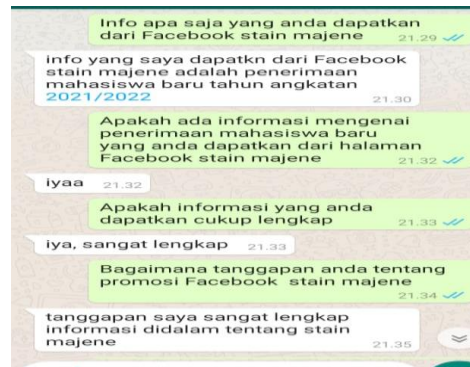 Info apa saja yang anda dapatkan
dari Facebook stain majene 21.29
info yang saya dapatkn dari Facebook
stain majene adalah penerimaan
mahasiswa baru tahun angkatan
2021/2022 21.30
Apakah ada informasi mengenai
penerimaan mahasiswa baru
yang anda dapatkan dari halaman
Facebook stain majene 21.32
iyaa 21.32
Apakah informasi yang anda
dapatkan cukup lengkap 21.33
iya, sangat lengkap 21.33
Bagaimana tanggapan anda tentang
promosi Facebook stain majene
21.34
tanggapan saya sangat lengkap
informasi didalam tentang stain
majene 21.35